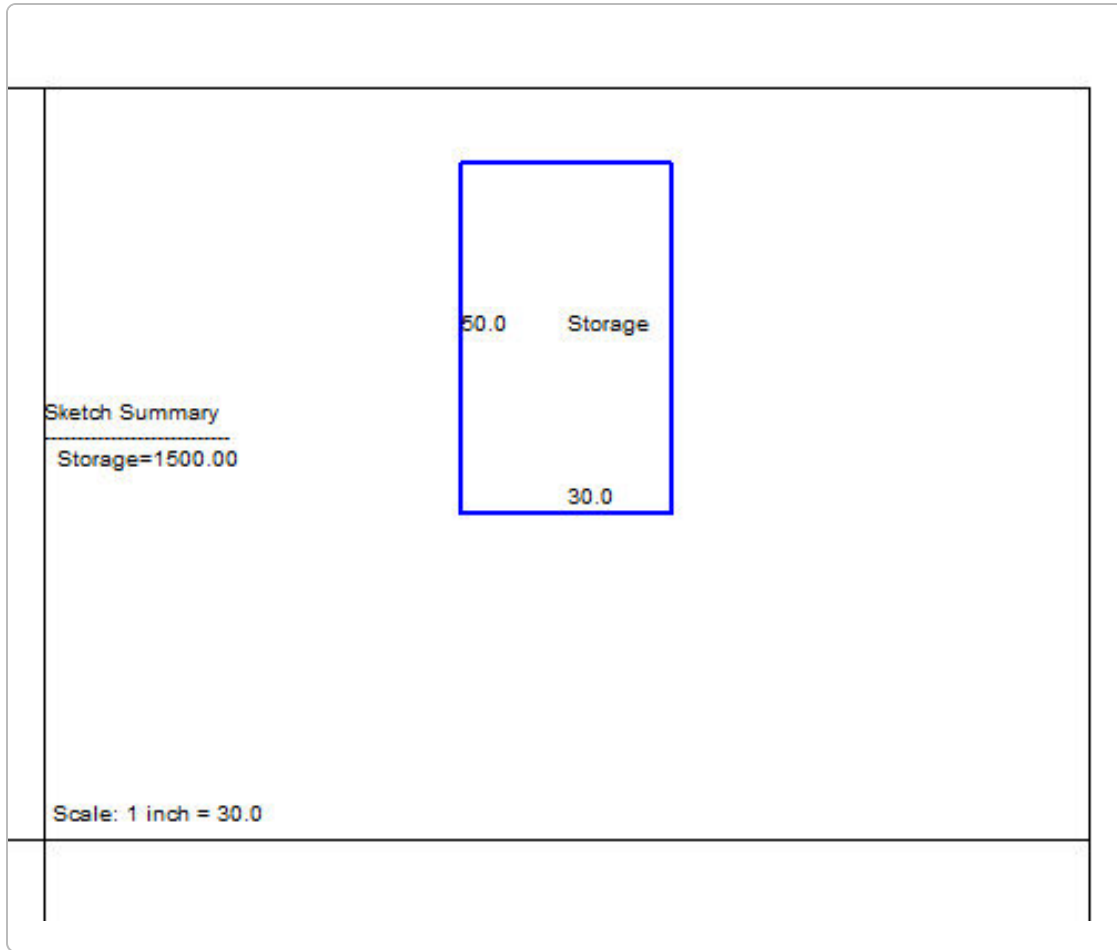 50.0 Storage
Sketch Summary
---------------------------
Storage=1500.00
30.0
Scale: 1 inch = 30.0